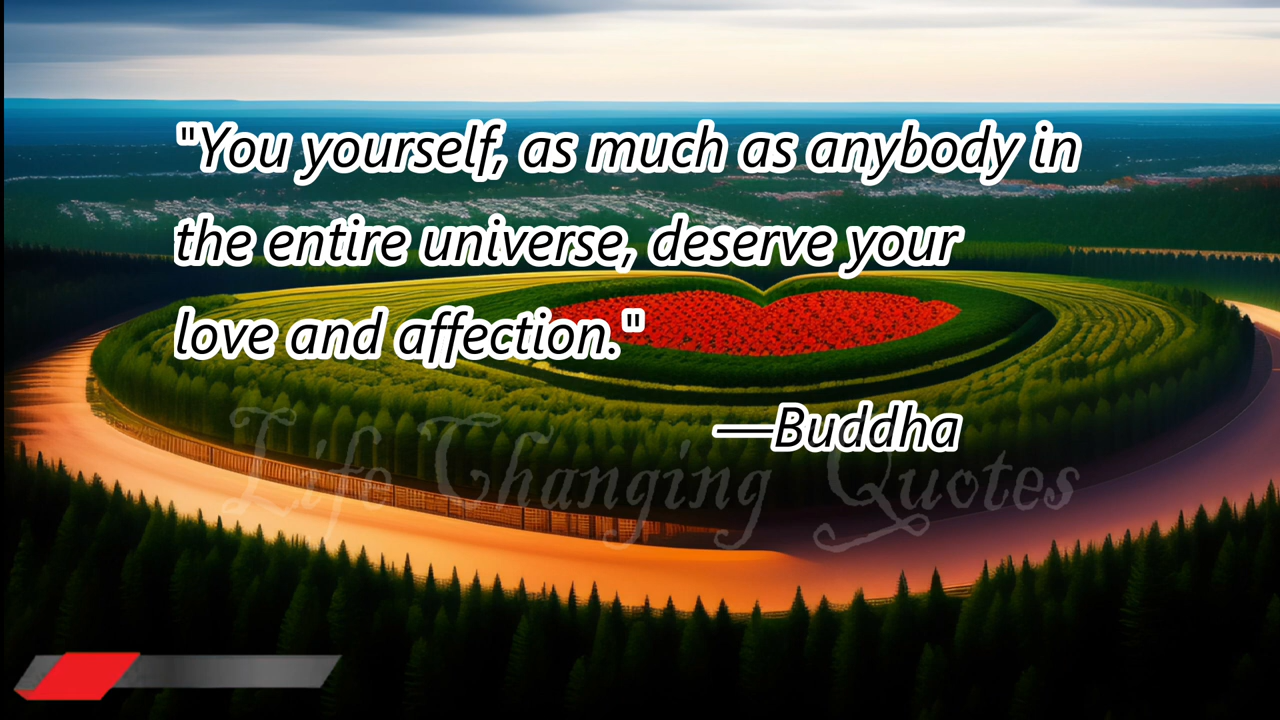 "You yourself, as much as anybody in
the entire universe, deserve your
love and affection."
—Buddha
Life Changing Quotes